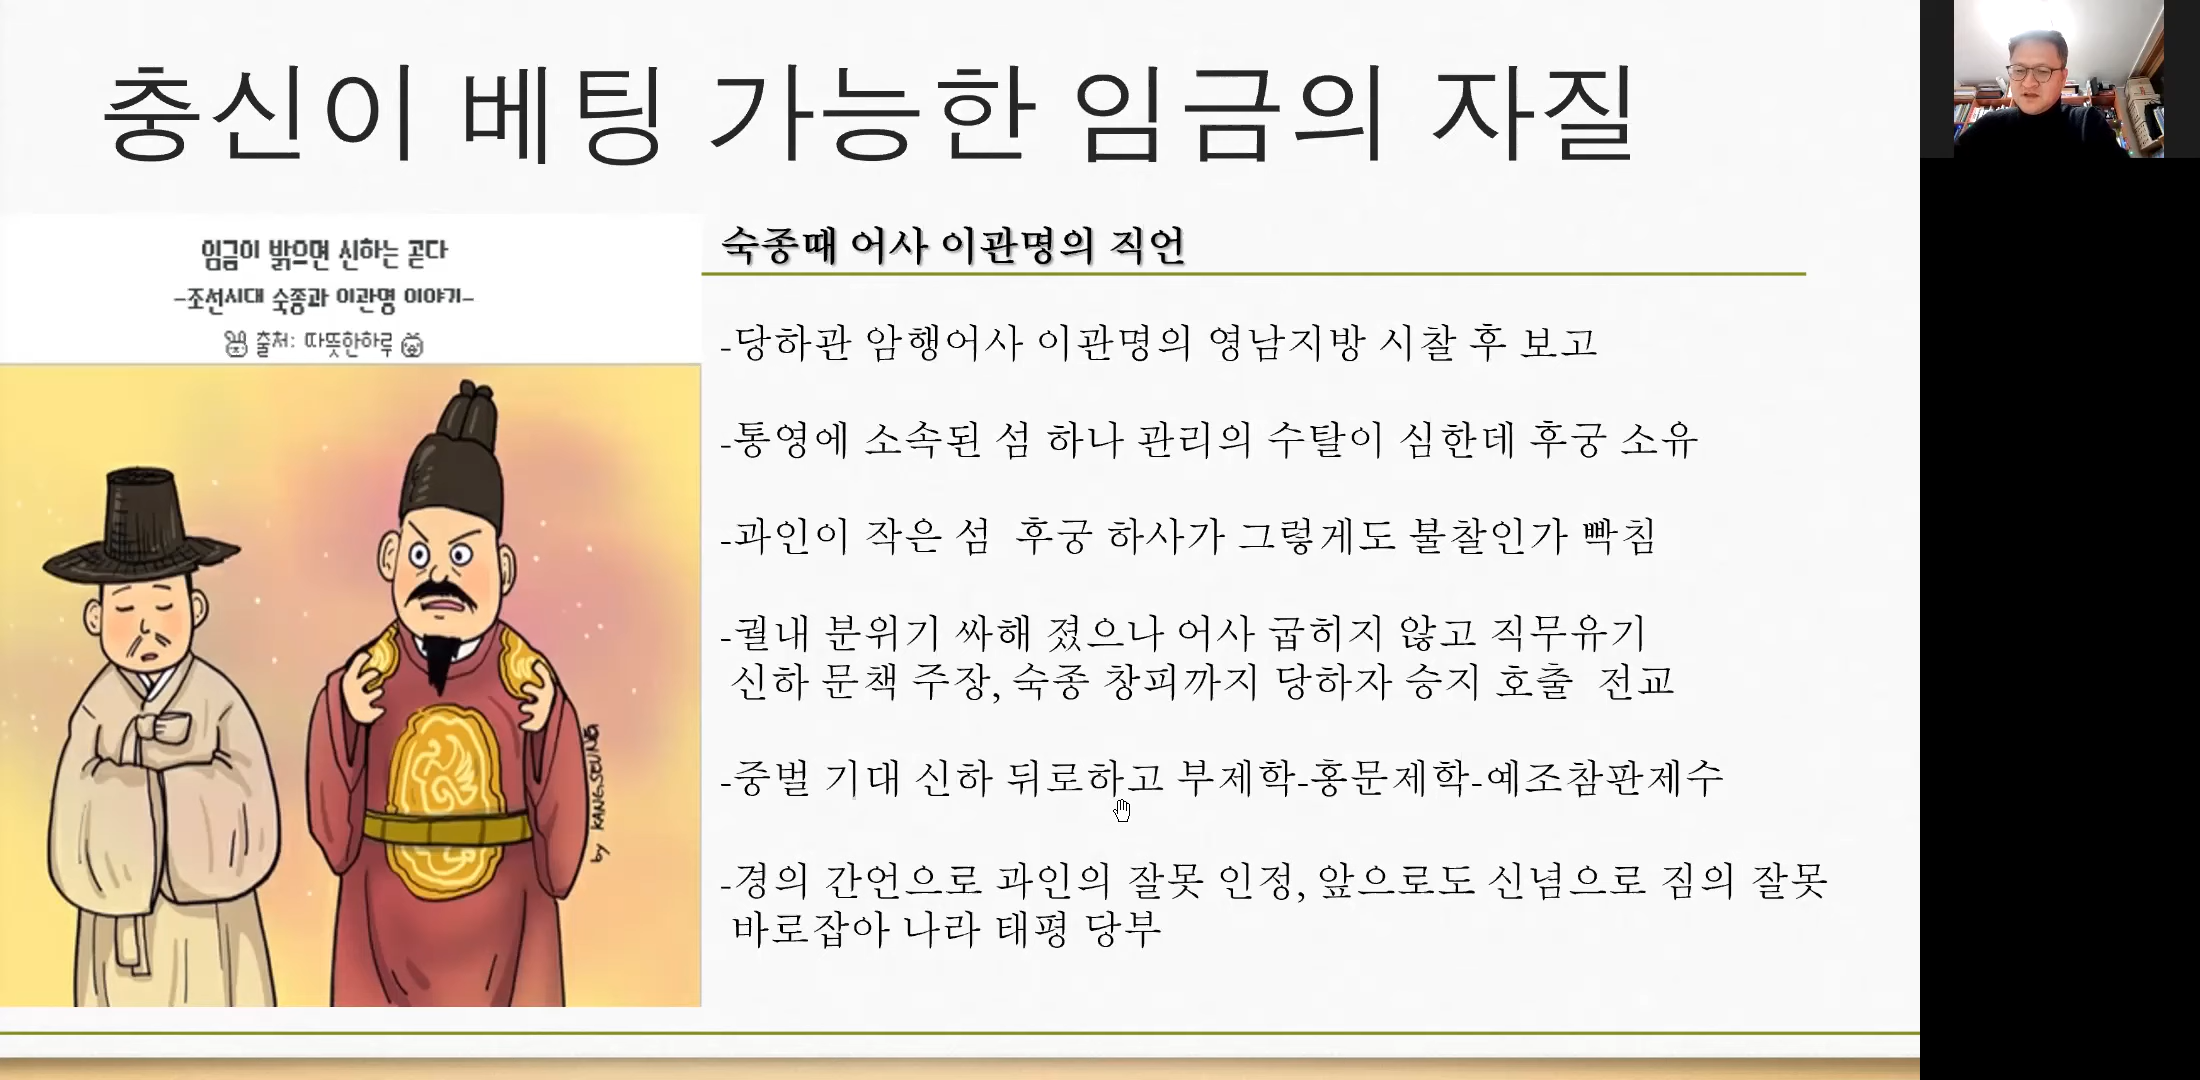 충신이 베팅 가능한 임금의 자질
임금이 밝으면 신하는 곧다
-조선시대 숙종과 이관명 이야기-
출처: 따뜻한하루
by KANGSEUNG
숙종때 어사 이관명의 직언
-당하관 암행어사 이관명의 영남지방 시찰 후 보고
-통영에 소속된 섬 하나 관리의 수탈이 심한데 후궁 소유
-과인이 작은 섬 후궁 하사가 그렇게도 불찰인가 빡침
-궐내 분위기 싸해 졌으나 어사 굽히지 않고 직무유기
신하 문책 주장, 숙종 창피까지 당하자 승지 호출 전교
-중벌 기대 신하 뒤로하고 부제학-홍문제학-예조참판제수
-경의 간언으로 과인의 잘못 인정, 앞으로도 신념으로 짐의 잘못
바로잡아 나라 태평 당부